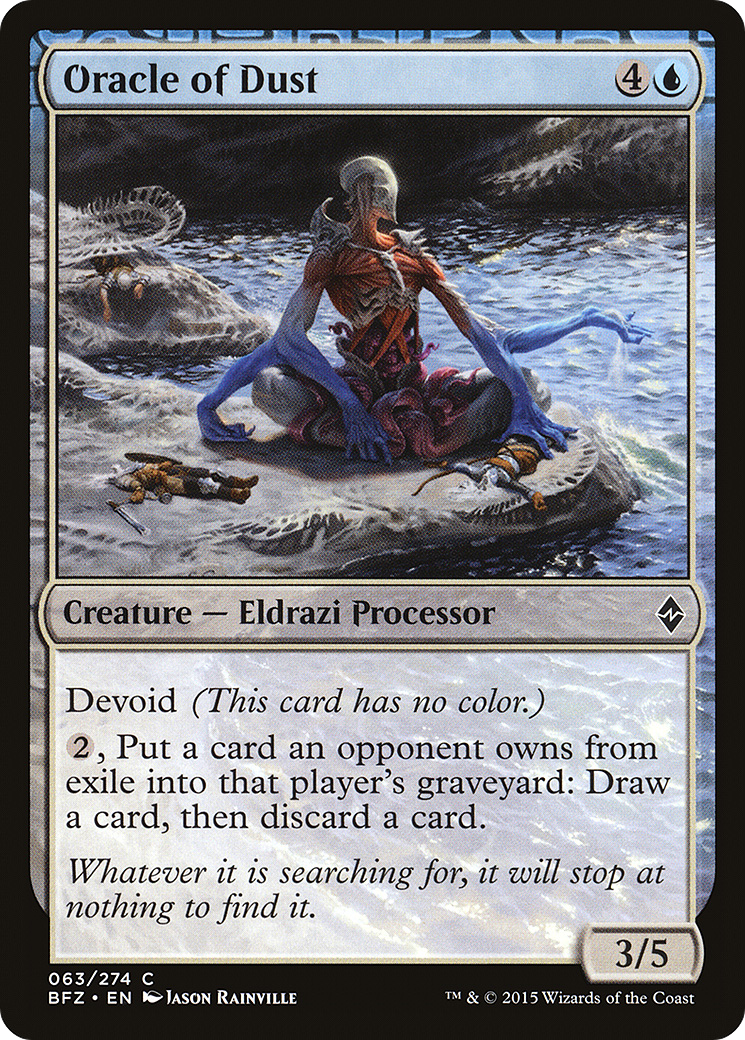 Oracle of Dust 4
Creature — Eldrazi Processor
Devoid (This card has no color.)
2, Put a card an opponent owns from
exile into that player's graveyard: Draw
a card, then discard a card.
Whatever it is searching for, it will stop at
nothing to find it.
3/5
063/274 C
BFZ • EN Jason Rainville
™ & © 2015 Wizards of the Coast